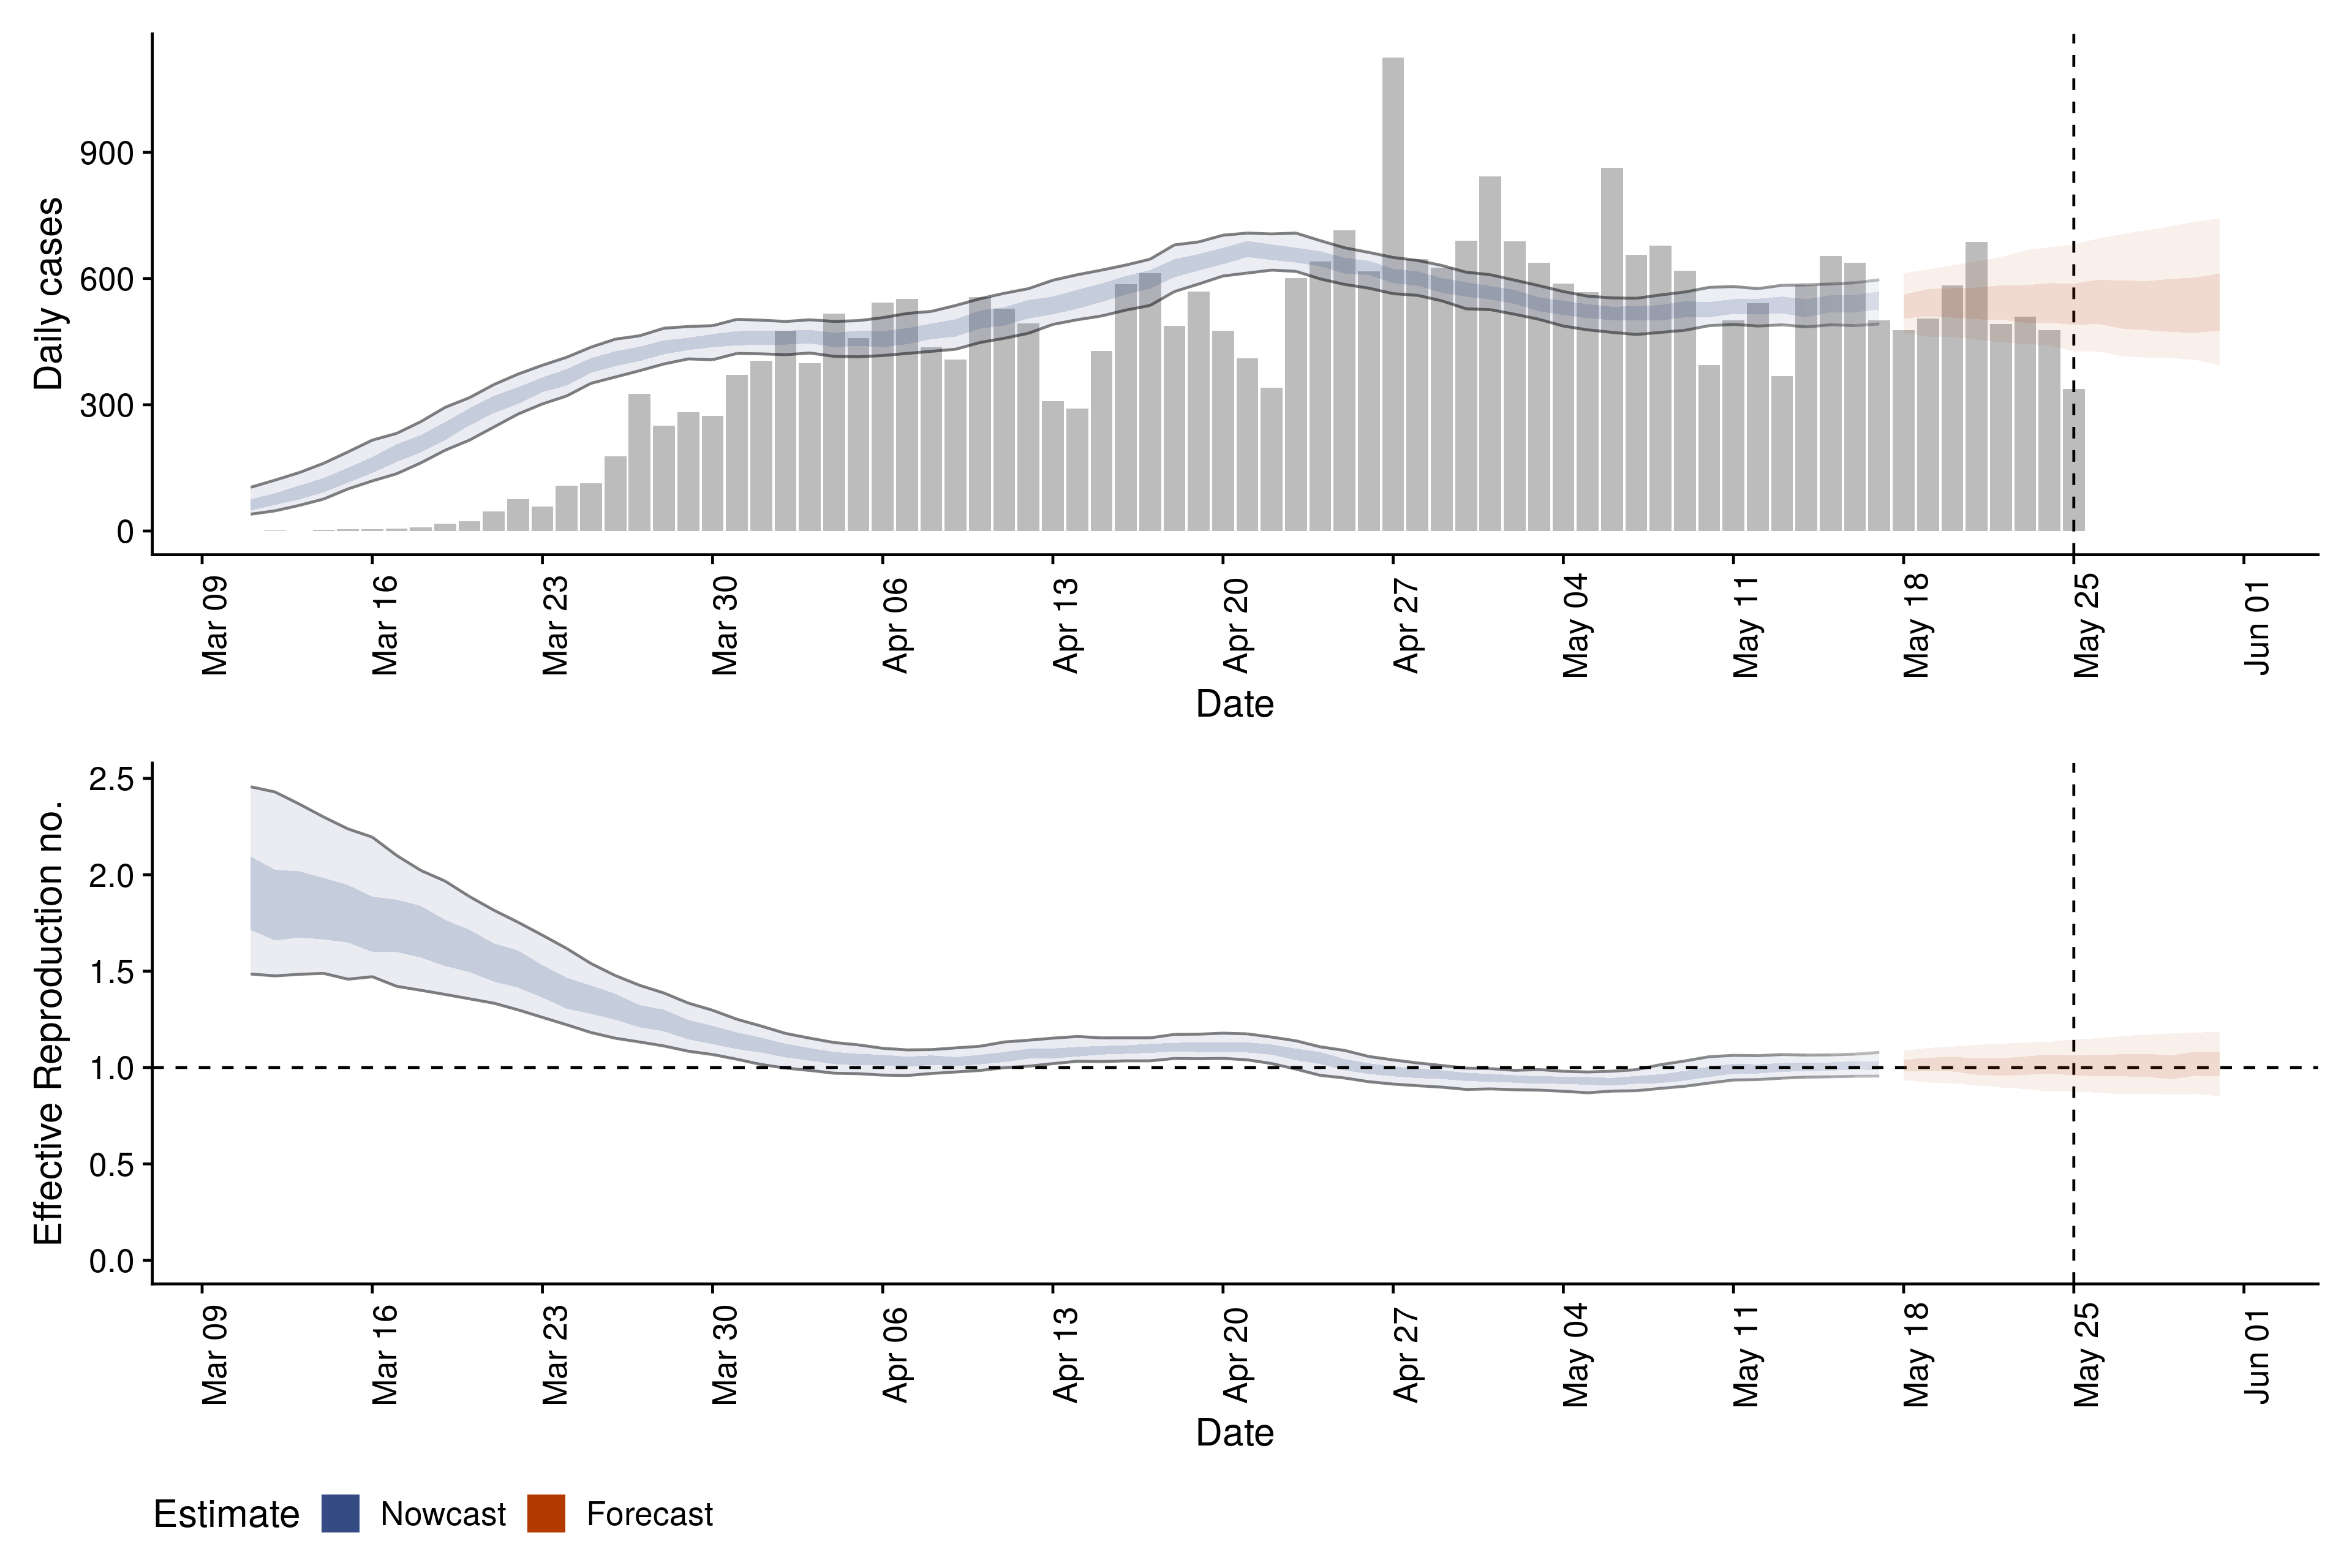 Daily cases
900
600
300
0
Mar 09
Mar 16
Mar 23
Mar 30
Apr 06
Apr 13
Apr 20
Apr 27
May 04
May 11
May 18
May 25
Jun 01
Date
Effective Reproduction no.
2.5
2.0
1.5
1.0
0.5
0.0
Mar 09
Mar 16
Mar 23
Mar 30
Apr 06
Apr 13
Apr 20
Apr 27
May 04
May 11
May 18
May 25
Jun 01
Date
Estimate Nowcast Forecast